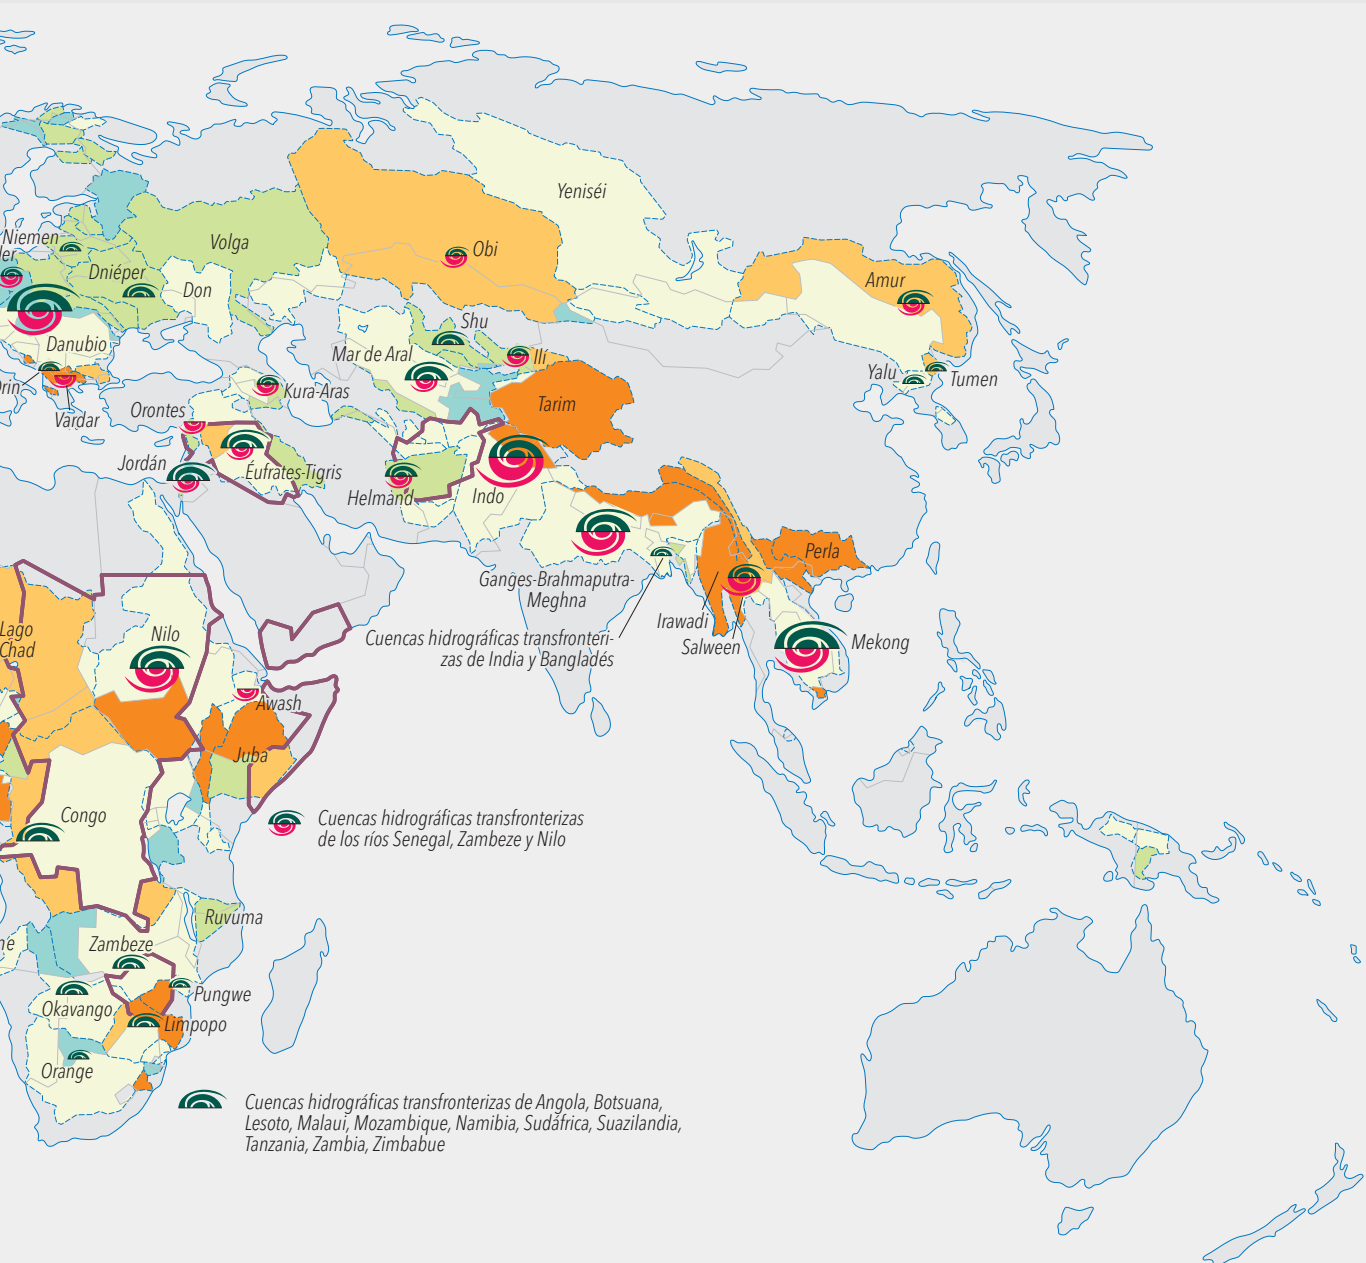 Yeniséi
Niemen
Volga
Obi
Dniéper
Don
Amur
Danubio
Shu
Mar de Aral
Ilí
Yalu
Tumen
Kura-Aras
Tarim
Vardar
Orontes
Jordán
Éufrates-Tigris
Helmand
Indo
Perla
Ganges-Brahmaputra-
Meghna
Irawadi
Salween
Mekong
Cuencas hidrográficas transfronteri-
zas de India y Bangladés
Lago
Chad
Nilo
Awash
Juba
Congo
Cuencas hidrográficas transfronterizas
de los ríos Senegal, Zambeze y Nilo
Ruvuma
Zambeze
Pungwe
Okavango
Limpopo
Orange
Cuencas hidrográficas transfronterizas de Angola, Botsuana,
Lesoto, Malaui, Mozambique, Namibia, Sudáfrica, Suazilandia,
Tanzania, Zambia, Zimbabue